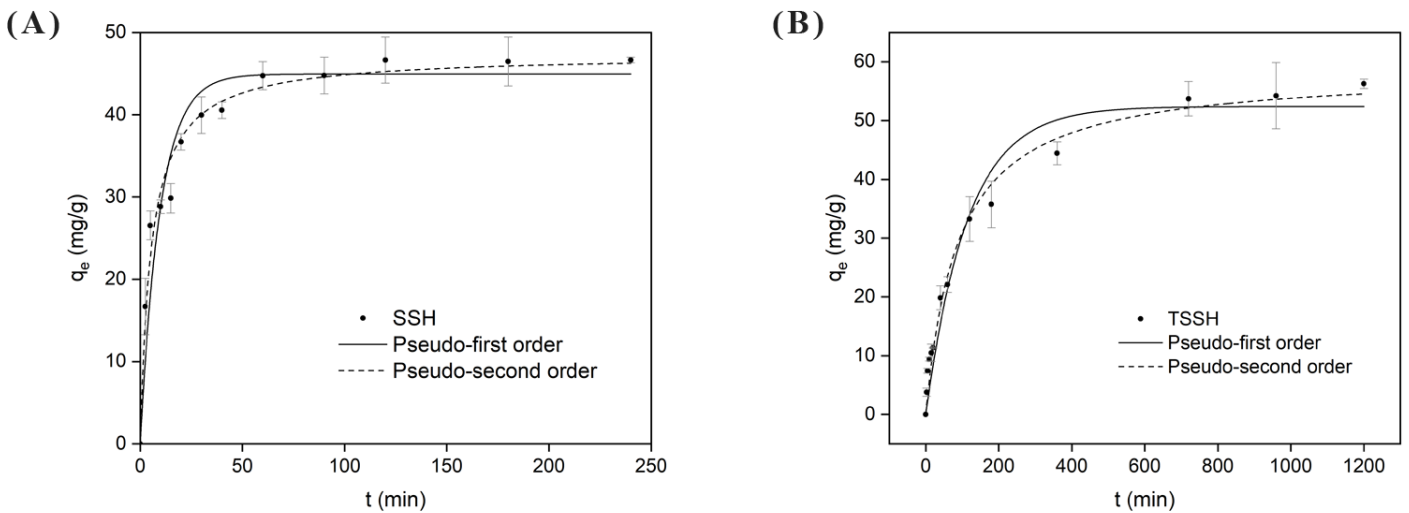 (A)
50
40
30
20
10
0
qe (mg/g)
SSH
Pseudo-first order
Pseudo-second order
0 50 100 150 200 250
t (min)
(B)
60
50
40
30
20
10
0
qe (mg/g)
TSSH
Pseudo-first order
Pseudo-second order
0 200 400 600 800 1000 1200
t (min)